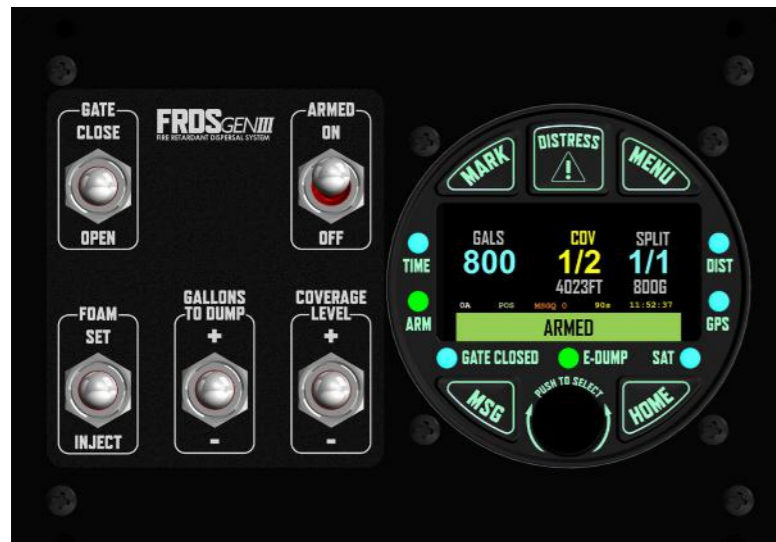 GATE
CLOSE
OPEN
FRDSGENIII
FIRE RETARDANT DISPERSAL SYSTEM
ARMED
ON
OFF
FOAM
SET
INJECT
GALLONS
TO DUMP
+
-
COVERAGE
LEVEL
+
-
MARK
DISTRESS
MENU
GALS COV SPLIT
800 1/2 1/1
4023FT 800G
0A POS MSGQ 0 90s 11:52:37
ARMED
TIME
ARM
DIST
GPS
GATE CLOSED E-DUMP SAT
MSG
PUSH TO SELECT
HOME